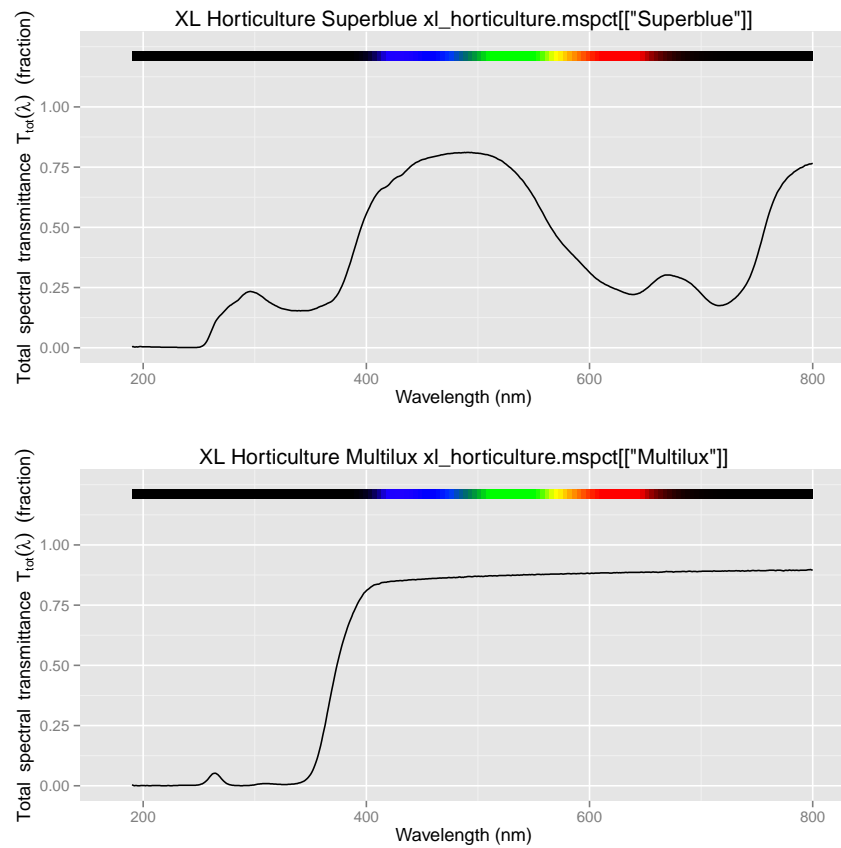 XL Horticulture Superblue xl_horticulture.mspct[["Superblue"]]
Total spectral transmittance T_tot(λ) (fraction)
1.00
0.75
0.50
0.25
0.00
200 400 600 800
Wavelength (nm)
XL Horticulture Multilux xl_horticulture.mspct[["Multilux"]]
Total spectral transmittance T_tot(λ) (fraction)
1.00
0.75
0.50
0.25
0.00
200 400 600 800
Wavelength (nm)